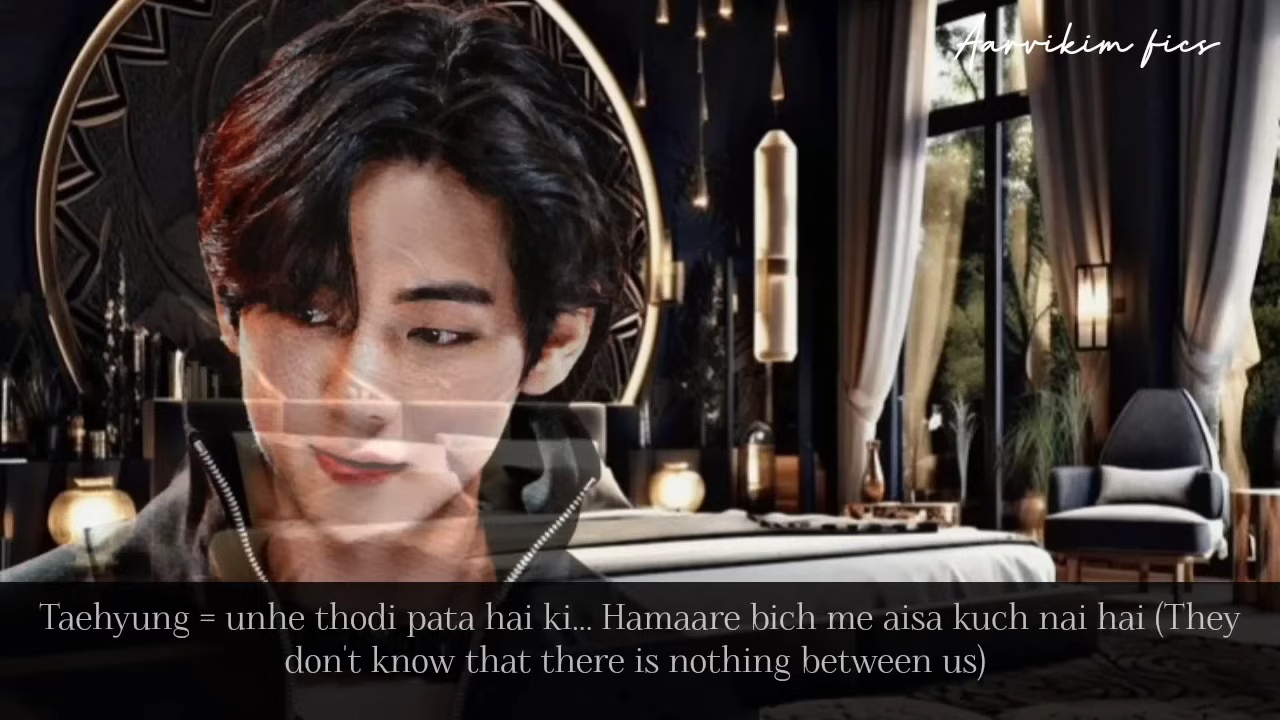 Aarvikim fics
Taehyung = unhe thodi pata hai ki... Hamaare bich me aisa kuch nai hai (They
don't know that there is nothing between us)